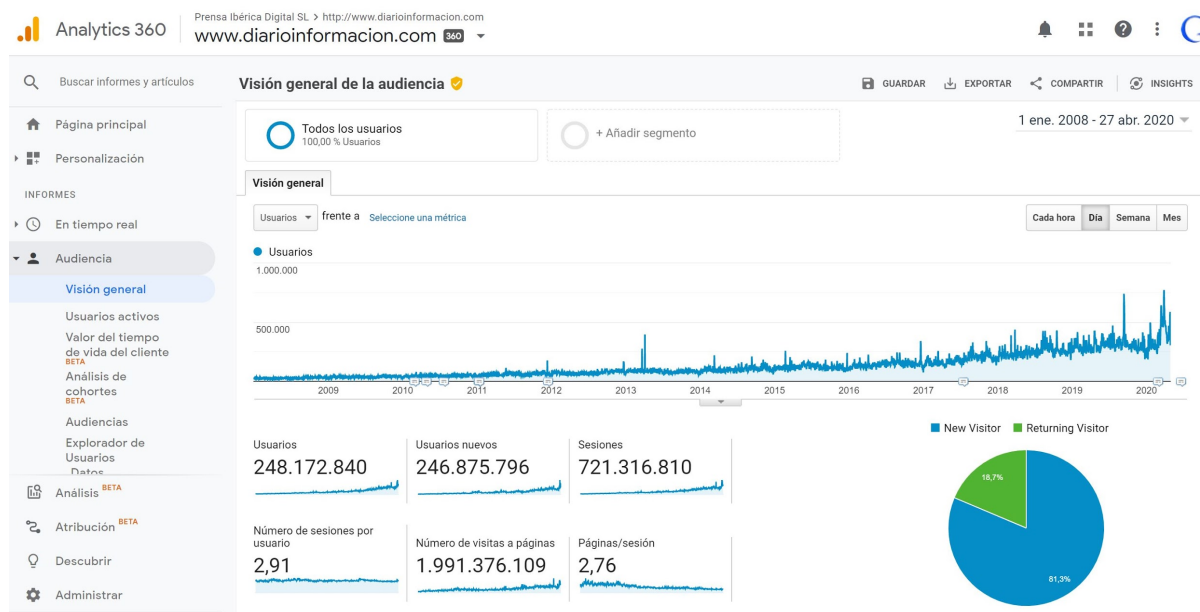 Analytics 360
Prensa Ibérica Digital SL > http://www.diarioinformacion.com
www.diarioinformacion.com 360
Buscar informes y artículos
Página principal
Personalización
INFORMES
En tiempo real
Audiencia
Visión general
Usuarios activos
Valor del tiempo
de vida del cliente
BETA
Análisis de
cohortes
BETA
Audiencias
Explorador de
Usuarios
Datos
Análisis BETA
Atribución BETA
Descubrir
Administrar
Visión general de la audiencia
GUARDAR
EXPORTAR
COMPARTIR
INSIGHTS
Todos los usuarios
100,00 % Usuarios
+ Añadir segmento
1 ene. 2008 - 27 abr. 2020
Visión general
Usuarios frente a Seleccione una métrica
Cada hora Día Semana Mes
Usuarios
1.000.000
500.000
2009 2010 2011 2012 2013 2014 2015 2016 2017 2018 2019 2020
Usuarios
248.172.840
Usuarios nuevos
246.875.796
Sesiones
721.316.810
Número de sesiones por
usuario
2,91
Número de visitas a páginas
1.991.376.109
Páginas/sesión
2,76
New Visitor Returning Visitor
18,7%
81,3%